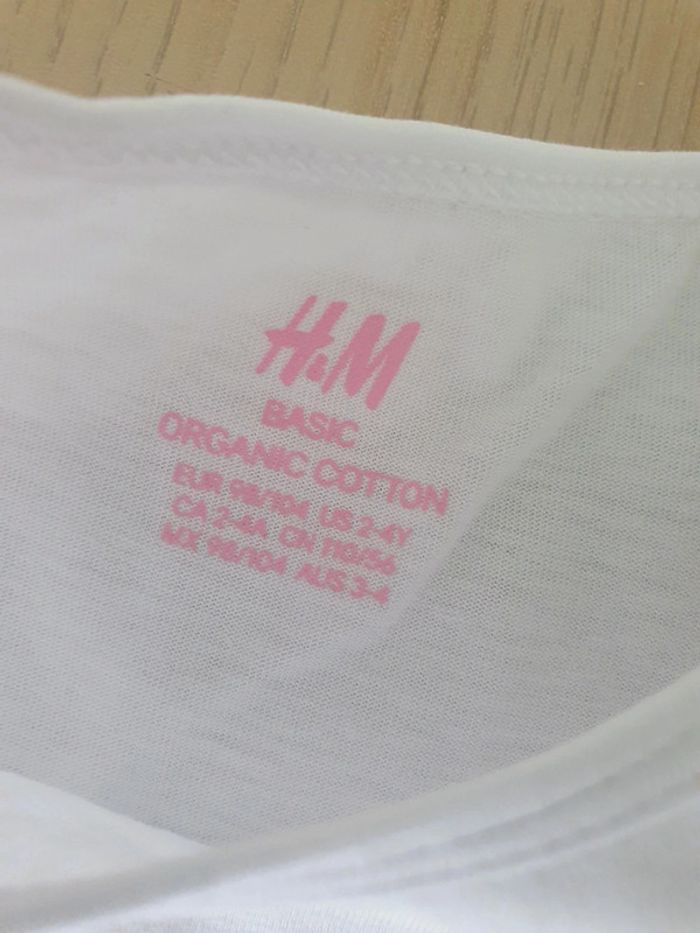 H&M
BASIC
ORGANIC COTTON
EUR 98/104 US 2-4Y
CA 2-4A CN 110/56
MX 98/104 AUS 3-4